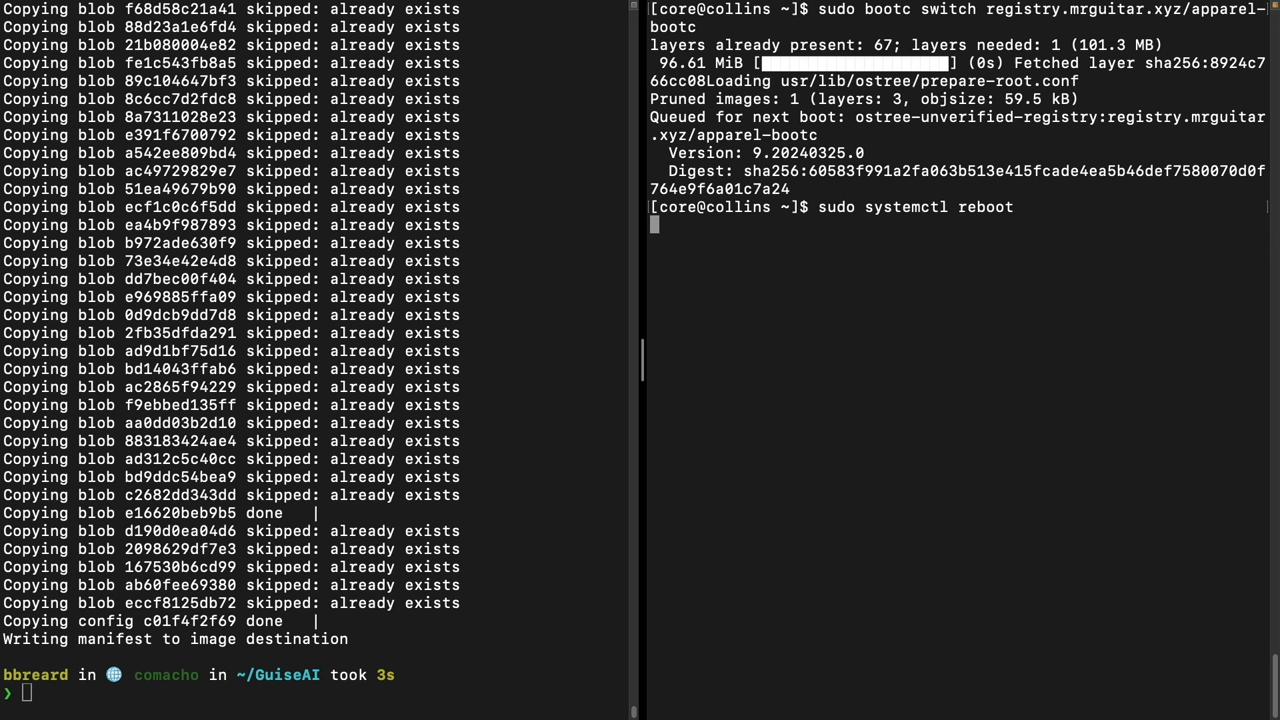 Copying blob f68d58c21a41 skipped: already exists
Copying blob 88d23a1e6fd4 skipped: already exists
Copying blob 21b080004e82 skipped: already exists
Copying blob fe1c543fb8a5 skipped: already exists
Copying blob 89c104647bf3 skipped: already exists
Copying blob 8c6cc7d2fdc8 skipped: already exists
Copying blob 8a7311028e23 skipped: already exists
Copying blob e391f6700792 skipped: already exists
Copying blob a542ee809bd4 skipped: already exists
Copying blob ac49729829e7 skipped: already exists
Copying blob 51ea49679b90 skipped: already exists
Copying blob ecf1c0c6f5dd skipped: already exists
Copying blob ea4b9f987893 skipped: already exists
Copying blob b972ade630f9 skipped: already exists
Copying blob 73e34e42e4d8 skipped: already exists
Copying blob dd7bec00f404 skipped: already exists
Copying blob e969885ffa09 skipped: already exists
Copying blob 0d9dcb9dd7d8 skipped: already exists
Copying blob 2fb35dfda291 skipped: already exists
Copying blob ad9d1bf75d16 skipped: already exists
Copying blob bd14043ffab6 skipped: already exists
Copying blob ac2865f94229 skipped: already exists
Copying blob f9ebbed135ff skipped: already exists
Copying blob aa0dd03b2d10 skipped: already exists
Copying blob 883183424ae4 skipped: already exists
Copying blob ad312c5c40cc skipped: already exists
Copying blob bd9ddc54bea9 skipped: already exists
Copying blob c2682dd343dd skipped: already exists
Copying blob e16620beb9b5 done   |
Copying blob d190d0ea04d6 skipped: already exists
Copying blob 2098629df7e3 skipped: already exists
Copying blob 167530b6cd99 skipped: already exists
Copying blob ab60fee69380 skipped: already exists
Copying blob eccf8125db72 skipped: already exists
Copying config c01f4f2f69 done   |
Writing manifest to image destination
bbreard in 🌐 comacho in ~/GuiseAI took 3s
❯
[core@collins ~]$ sudo bootc switch registry.mrguitar.xyz/apparel-
bootc
layers already present: 67; layers needed: 1 (101.3 MB)
 96.61 MiB [████████████████████] (0s) Fetched layer sha256:8924c7
66cc08Loading usr/lib/ostree/prepare-root.conf
Pruned images: 1 (layers: 3, objsize: 59.5 kB)
Queued for next boot: ostree-unverified-registry:registry.mrguitar
.xyz/apparel-bootc
  Version: 9.20240325.0
  Digest: sha256:60583f991a2fa063b513e415fcade4ea5b46def7580070d0f
764e9f6a01c7a24
[core@collins ~]$ sudo systemctl reboot